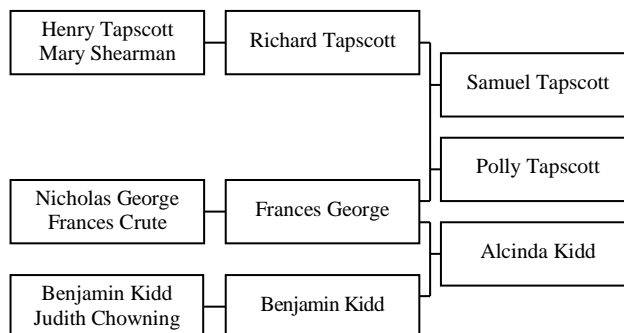 Henry Tapscott
Mary Shearman
Richard Tapscott
Samuel Tapscott
Polly Tapscott
Nicholas George
Frances Crute
Frances George
Alcinda Kidd
Benjamin Kidd
Judith Chowning
Benjamin Kidd